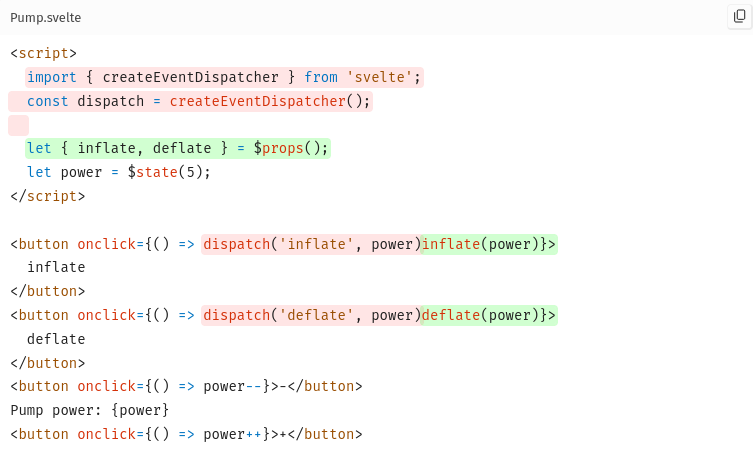 Pump.svelte
<script>
  import { createEventDispatcher } from 'svelte';
  const dispatch = createEventDispatcher();

  let { inflate, deflate } = $props();
  let power = $state(5);
</script>

<button onclick={() => dispatch('inflate', power)inflate(power)}>
  inflate
</button>
<button onclick={() => dispatch('deflate', power)deflate(power)}>
  deflate
</button>
<button onclick={() => power--}>-</button>
Pump power: {power}
<button onclick={() => power++}>+</button>